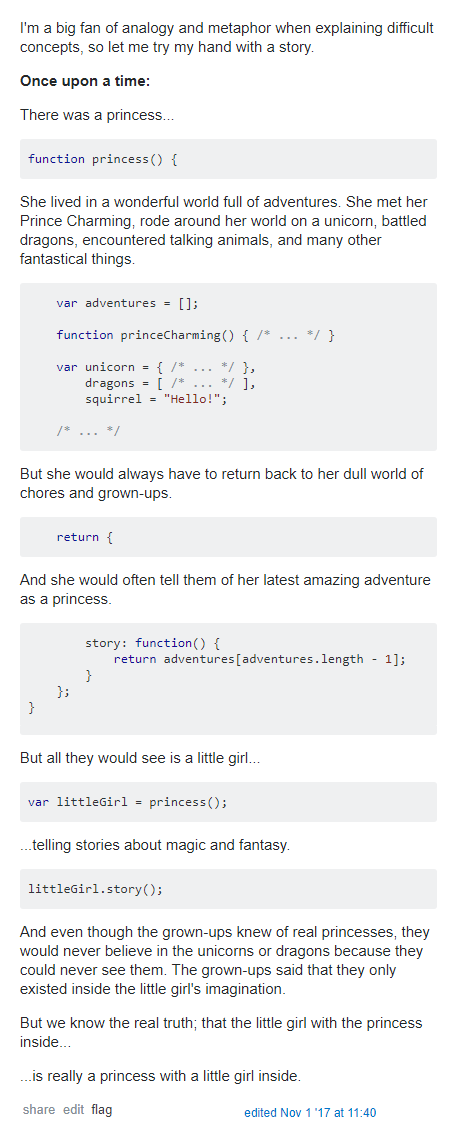 I'm a big fan of analogy and metaphor when explaining difficult
concepts, so let me try my hand with a story.
Once upon a time:
There was a princess...
function princess() {
She lived in a wonderful world full of adventures. She met her
Prince Charming, rode around her world on a unicorn, battled
dragons, encountered talking animals, and many other
fantastical things.
    var adventures = [];
    function princeCharming() { /* ... */ }
    var unicorn = { /* ... */ },
        dragons = [ /* ... */ ],
        squirrel = "Hello!";
    /* ... */
But she would always have to return back to her dull world of
chores and grown-ups.
    return {
And she would often tell them of her latest amazing adventure
as a princess.
        story: function() {
            return adventures[adventures.length - 1];
        }
    };
}
But all they would see is a little girl...
var littleGirl = princess();
...telling stories about magic and fantasy.
littleGirl.story();
And even though the grown-ups knew of real princesses, they
would never believe in the unicorns or dragons because they
could never see them. The grown-ups said that they only
existed inside the little girl's imagination.
But we know the real truth; that the little girl with the princess
inside...
...is really a princess with a little girl inside.
share edit flag edited Nov 1 '17 at 11:40